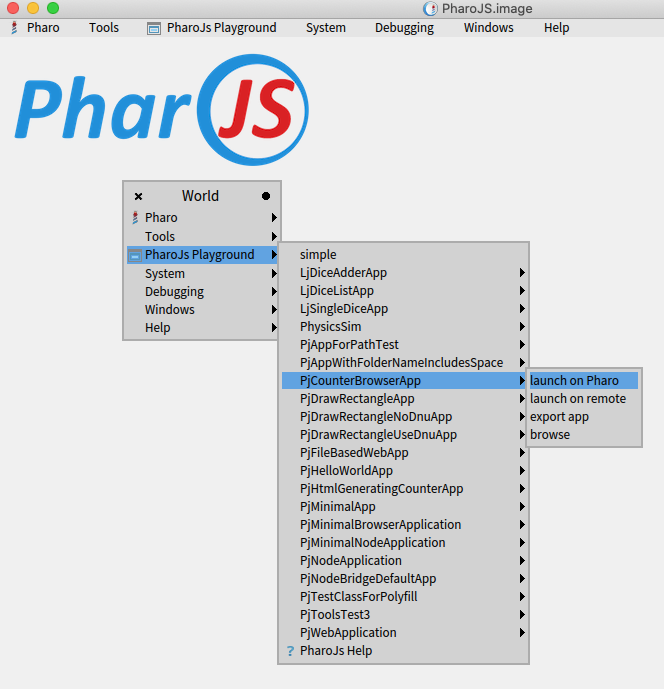 PharoJS.image
Pharo Tools PharoJs Playground System Debugging Windows Help
PharoJS
World
Pharo
Tools
PharoJs Playground
System
Debugging
Windows
Help
simple
LjDiceAdderApp
LjDiceListApp
LjSingleDiceApp
PhysicsSim
PjAppForPathTest
PjAppWithFolderNameIncludesSpace
PjCounterBrowserApp
PjDrawRectangleApp
PjDrawRectangleNoDnuApp
PjDrawRectangleUseDnuApp
PjFileBasedWebApp
PjHelloWorldApp
PjHtmlGeneratingCounterApp
PjMinimalApp
PjMinimalBrowserApplication
PjMinimalNodeApplication
PjNodeApplication
PjNodeBridgeDefaultApp
PjTestClassForPolyfill
PjToolsTest3
PjWebApplication
? PharoJs Help
launch on Pharo
launch on remote
export app
browse